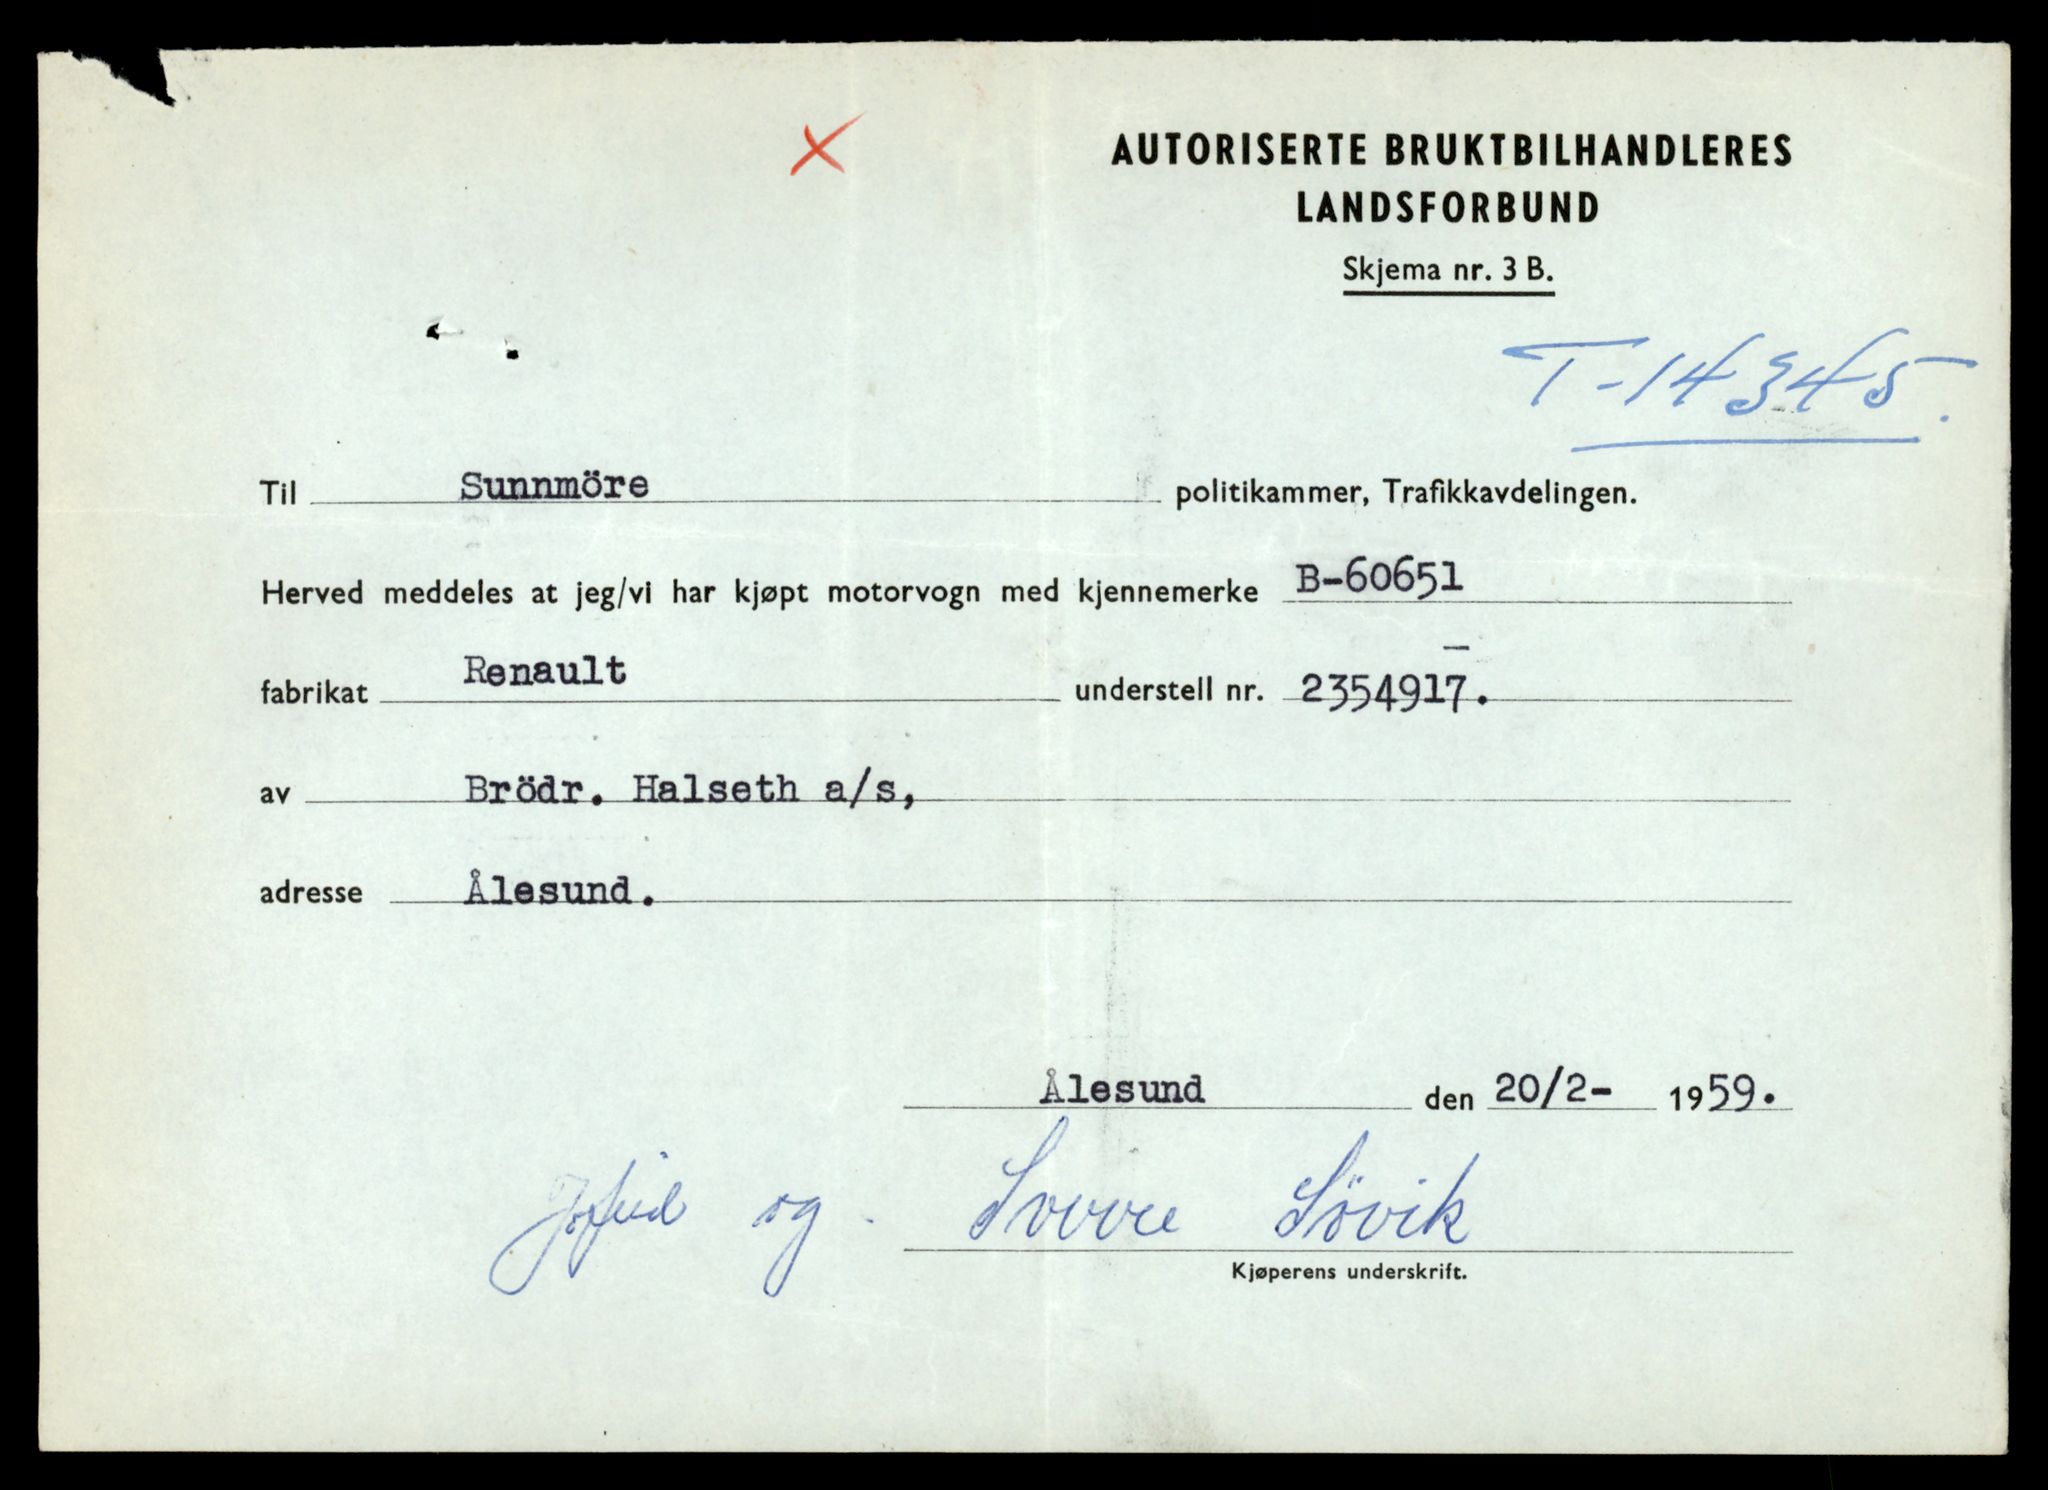 AUTORISERTE BRUKTBILHANDLERES
LANDSFORBUND
Skjema nr. 3 B.
T-14345.
Til Sunnmöre politikammer, Trafikkavdelingen.
Herved meddeles at jeg/vi har kjøpt motorvogn med kjennemerke B-60651
fabrikat Renault understell nr. 2354917.
av Brödr. Halseth a/s,
adresse Ålesund.
Ålesund den 20/2- 1959.
og Sverre Søvik
Kjøperens underskrift.